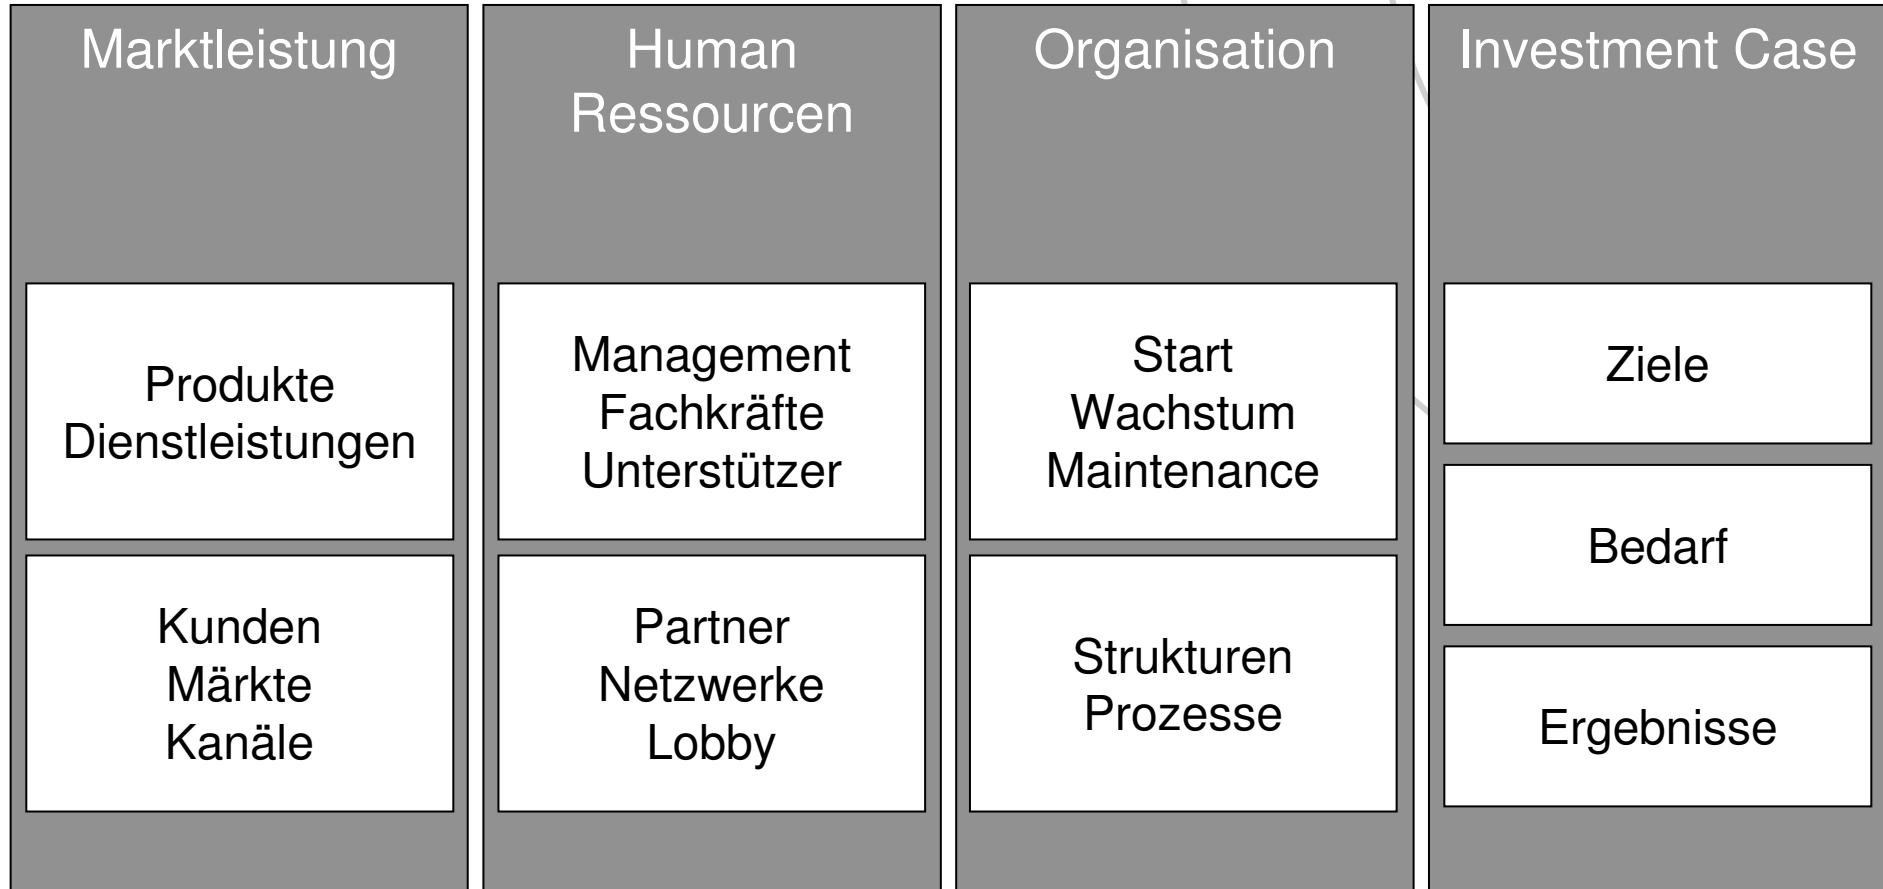 Marktleistung
Produkte
Dienstleistungen
Kunden
Märkte
Kanäle
Human
Ressourcen
Management
Fachkräfte
Unterstützer
Partner
Netzwerke
Lobby
Organisation
Start
Wachstum
Maintenance
Strukturen
Prozesse
Investment Case
Ziele
Bedarf
Ergebnisse